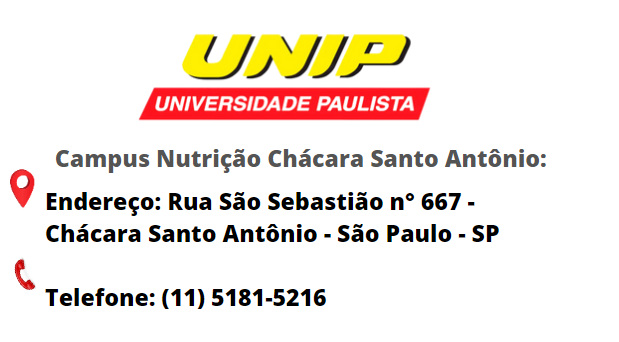 UNIP
UNIVERSIDADE PAULISTA
Campus Nutrição Chácara Santo Antônio:
Endereço: Rua São Sebastião n° 667 -
Chácara Santo Antônio - São Paulo - SP
Telefone: (11) 5181-5216